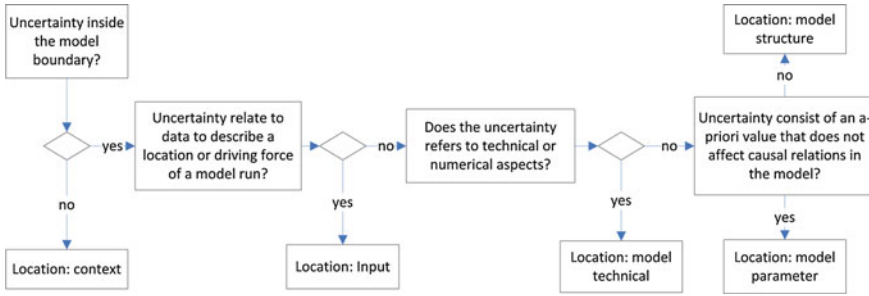 Uncertainty inside
the model
boundary?
yes
no
Location: context
Uncertainty relate to
data to describe a
location or driving force
of a model run?
no
yes
Location: Input
Does the uncertainty
refers to technical or
numerical aspects?
no
yes
Location: model
technical
Uncertainty consist of an a-
priori value that does not
affect causal relations in
the model?
no
Location: model
structure
yes
Location: model
parameter